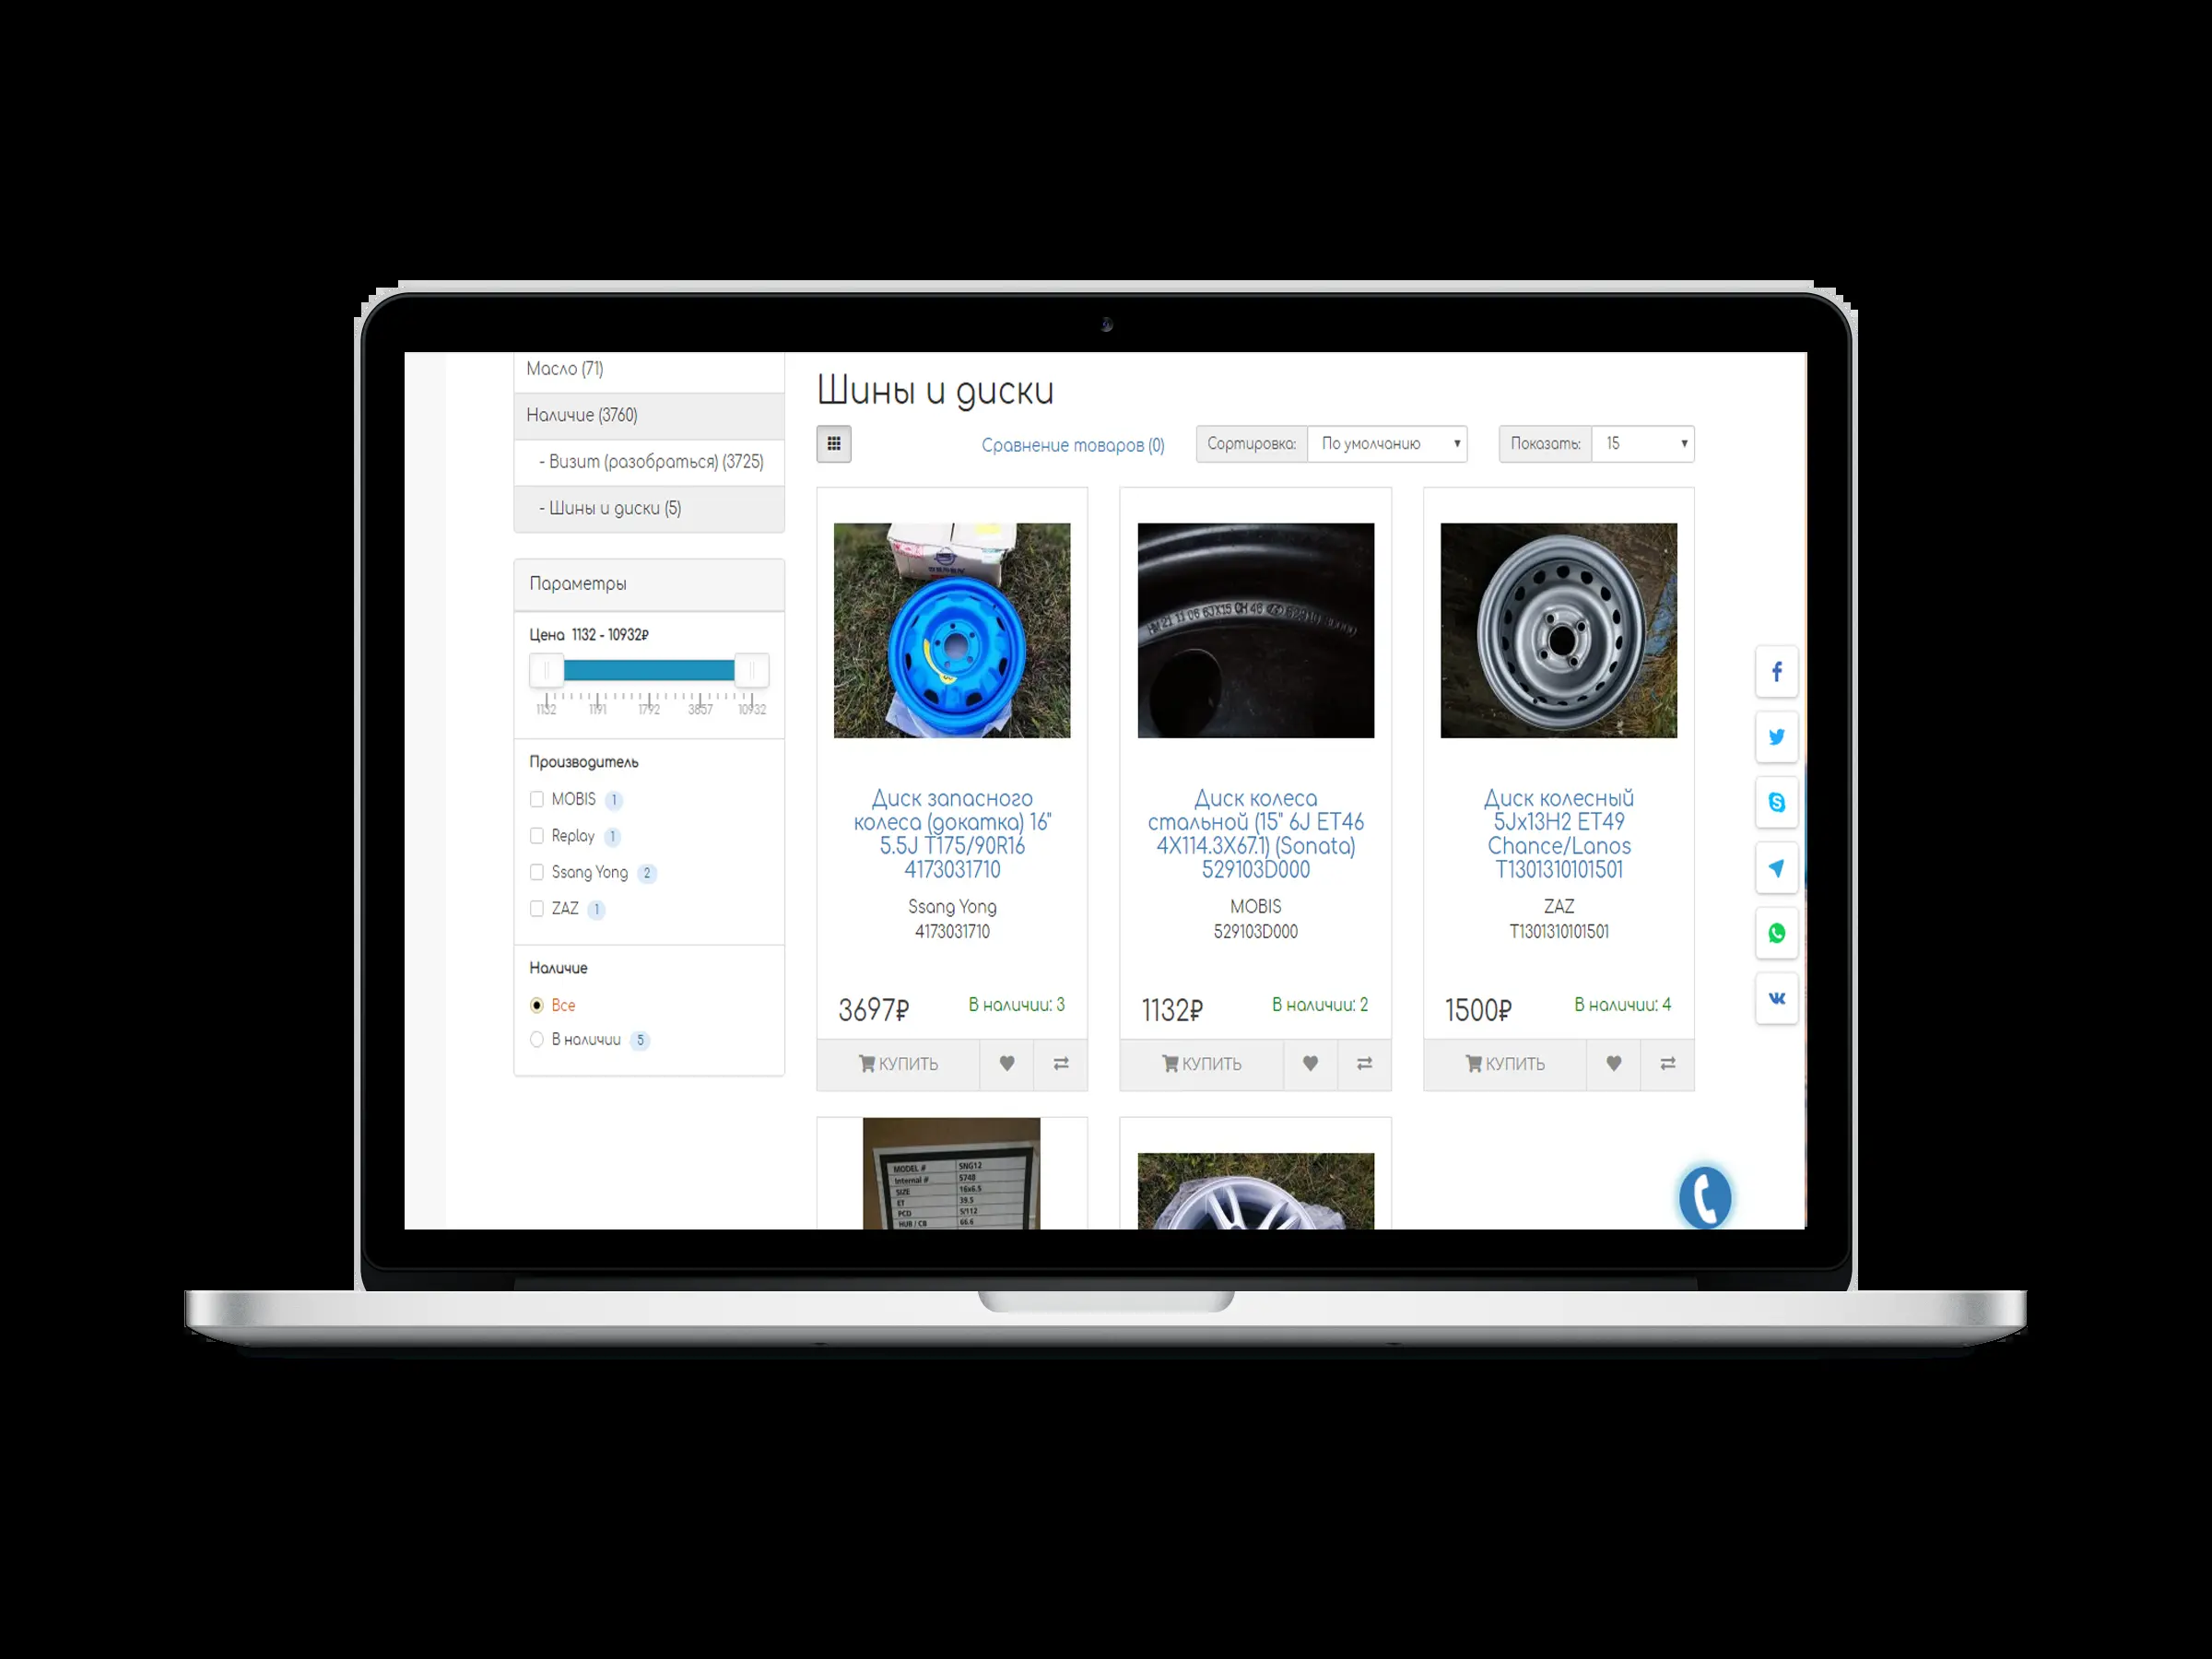 Масло (71)
Наличие (3760)
- Визит (разобраться) (3725)
- Шины и диски (5)
Параметры
Цена 1132 - 10932₽
1132 1191 1792 3857 10932
Производитель
MOBIS 1
Replay 1
Ssang Yong 2
ZAZ 1
Наличие
Все
В наличии 5
Шины и диски
Сравнение товаров (0)
Сортировка: По умолчанию
Показать: 15
Диск запасного
колеса (докатка) 16"
5.5J T175/90R16
4173031710
Ssang Yong
4173031710
3697₽ В наличии: 3
КУПИТЬ
Диск колеса
стальной (15" 6J ET46
4X114.3X67.1) (Sonata)
529103D000
MOBIS
529103D000
1132₽ В наличии: 2
КУПИТЬ
Диск колесный
5Jx13H2 ET49
Chance/Lanos
T1301310101501
ZAZ
T1301310101501
1500₽ В наличии: 4
КУПИТЬ
MODEL # SNG12
Internal # 5740
SIZE 16x6.5
ET 39.5
PCD 5/112
HUB / CB 66.6